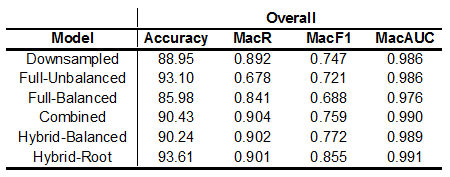 Overall
Model Accuracy MacR MacF1 MacAUC
Downsampled 88.95 0.892 0.747 0.986
Full-Unbalanced 93.10 0.678 0.721 0.986
Full-Balanced 85.98 0.841 0.688 0.976
Combined 90.43 0.904 0.759 0.990
Hybrid-Balanced 90.24 0.902 0.772 0.989
Hybrid-Root 93.61 0.901 0.855 0.991